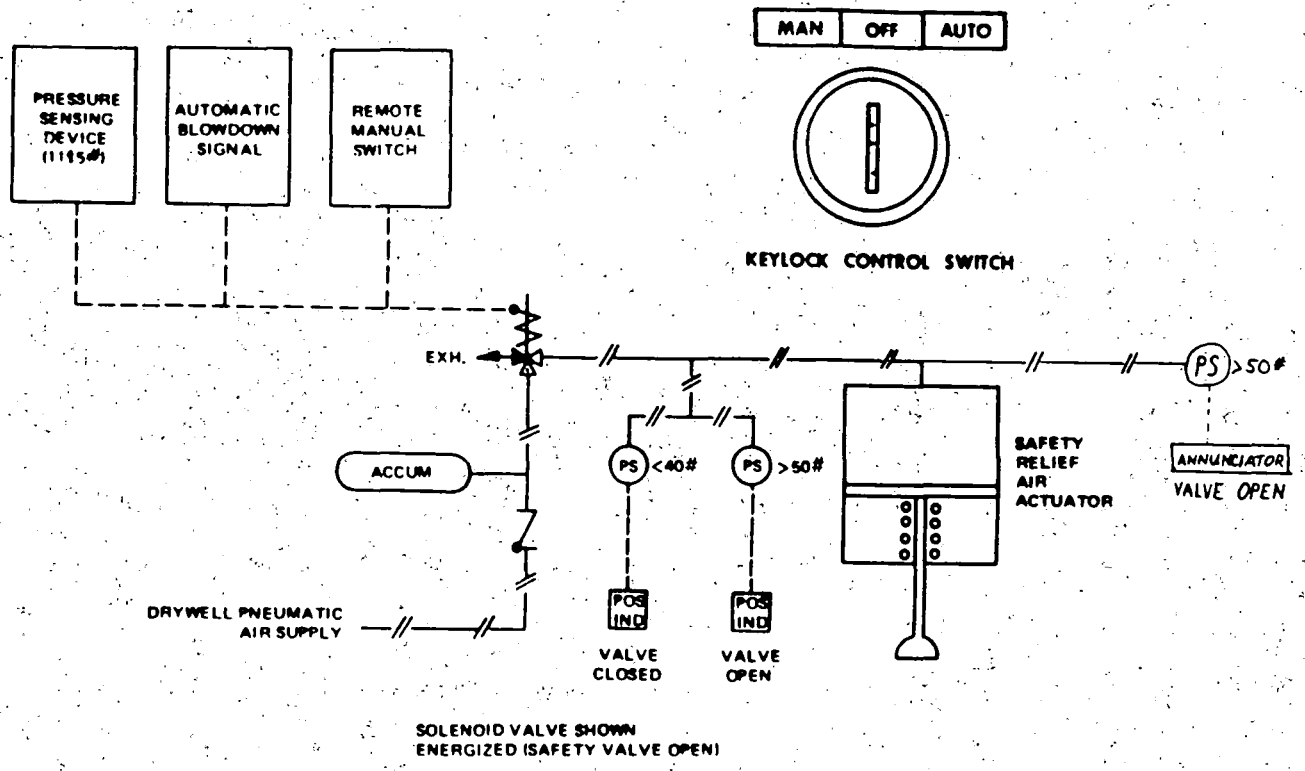 MAN OFF AUTO
PRESSURE
SENSING
DEVICE
AUTOMATIC
BLOWDOWN
SIGNAL
REMOTE
MANUAL
SWITCH
KEYLOCK CONTROL SWITCH
EXH.
PS >50#
ACCUM
PS <40#
PS >50#
SAFETY
RELIEF
AIR
ACTUATOR
ANNUNCIATOR
VALVE OPEN
DRYWELL PNEUMATIC
AIR SUPPLY
POS
IND
VALVE
CLOSED
POS
IND
VALVE
OPEN
SOLENOID VALVE SHOWN
ENERGIZED (SAFETY VALVE OPEN)